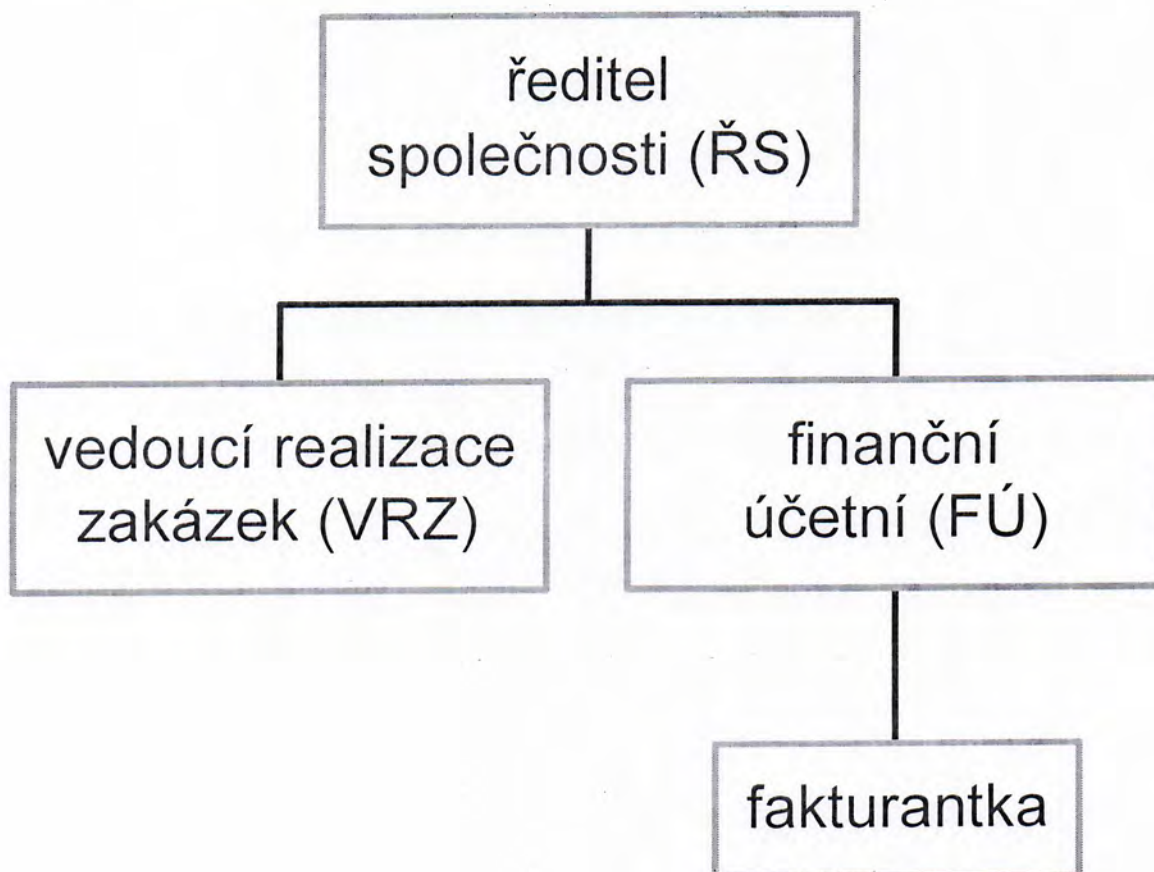 ředitel
společnosti (ŘS)
vedoucí realizace
zakázek (VRZ)
finanční
účetní (FÚ)
fakturantka